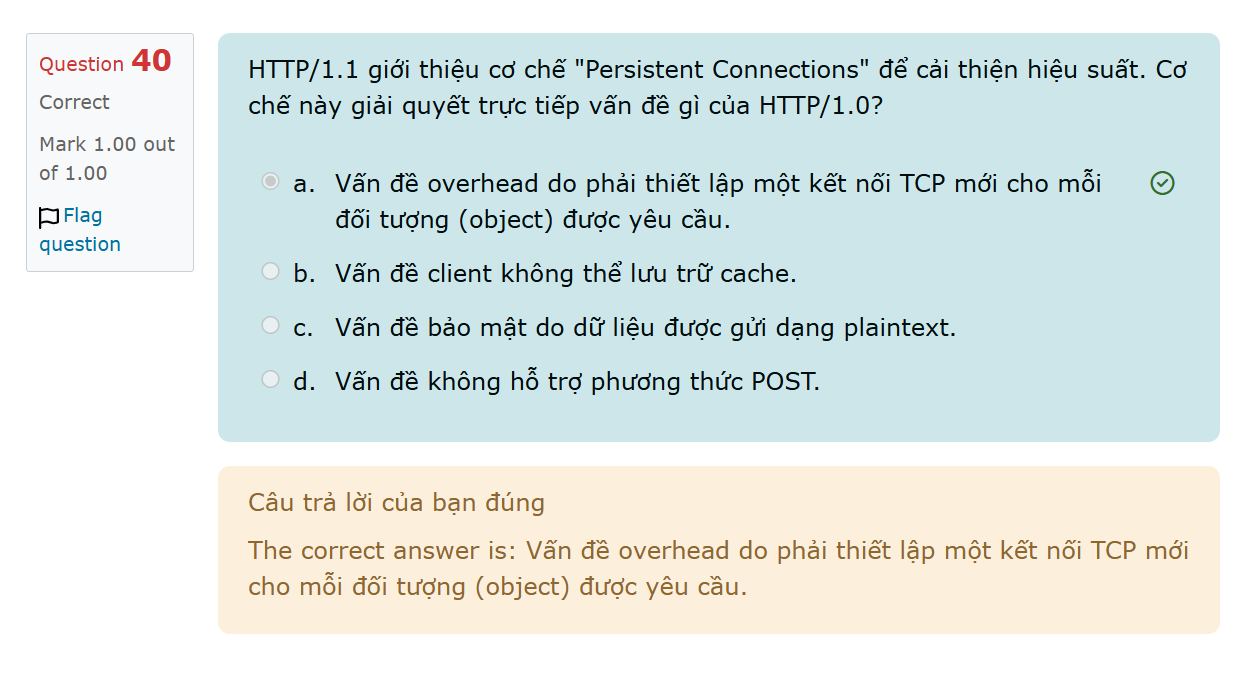 Question 40
Correct
Mark 1.00 out
of 1.00
Flag
question
HTTP/1.1 giới thiệu cơ chế "Persistent Connections" để cải thiện hiệu suất. Cơ
chế này giải quyết trực tiếp vấn đề gì của HTTP/1.0?
a. Vấn đề overhead do phải thiết lập một kết nối TCP mới cho mỗi
đối tượng (object) được yêu cầu.
b. Vấn đề client không thể lưu trữ cache.
c. Vấn đề bảo mật do dữ liệu được gửi dạng plaintext.
d. Vấn đề không hỗ trợ phương thức POST.
Câu trả lời của bạn đúng
The correct answer is: Vấn đề overhead do phải thiết lập một kết nối TCP mới
cho mỗi đối tượng (object) được yêu cầu.